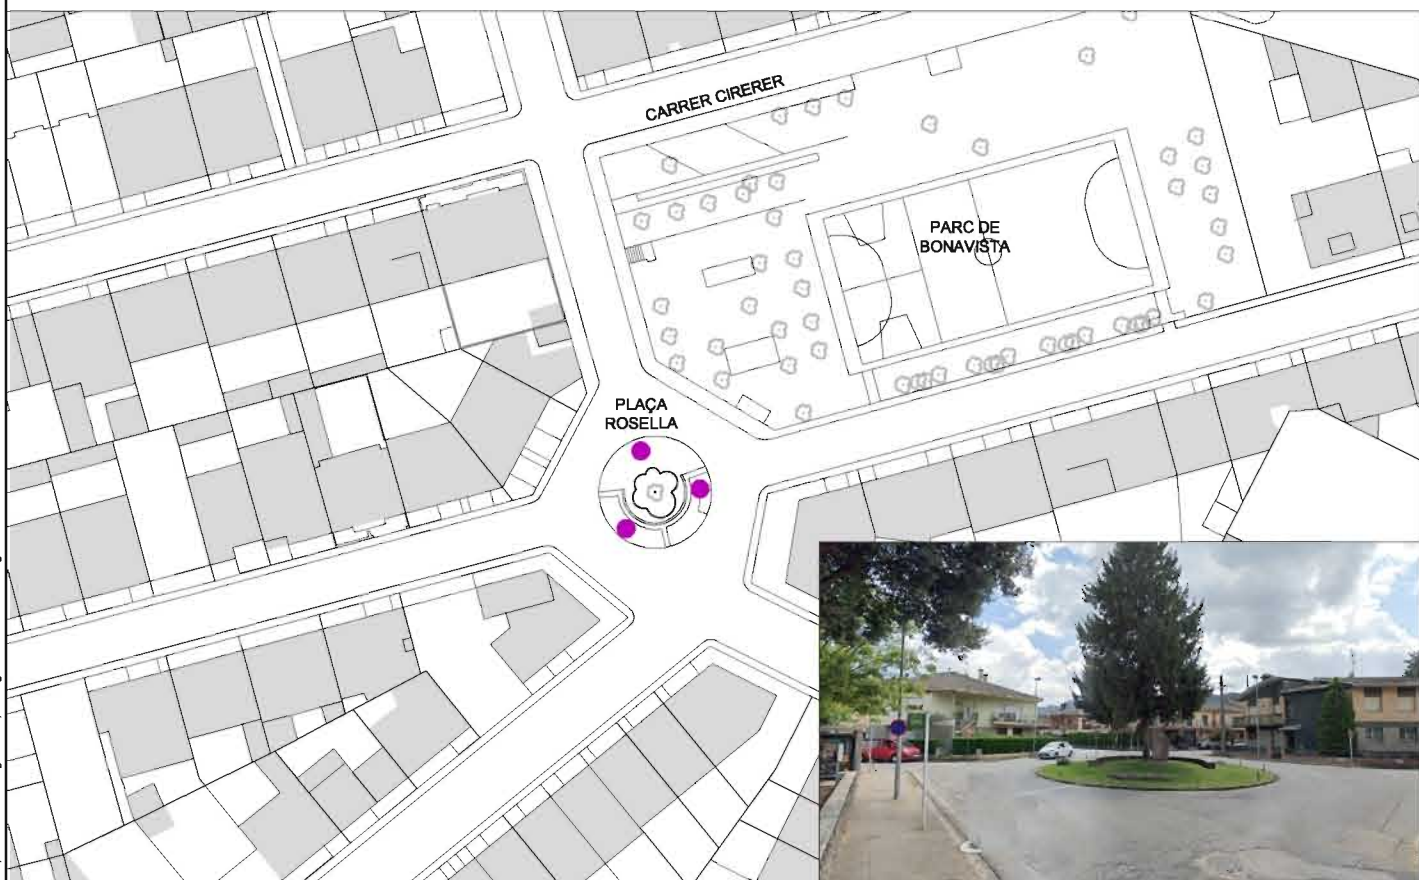 CARRER CIRERER
PARC DE
BONAVISTA
PLAÇA
ROSELLA